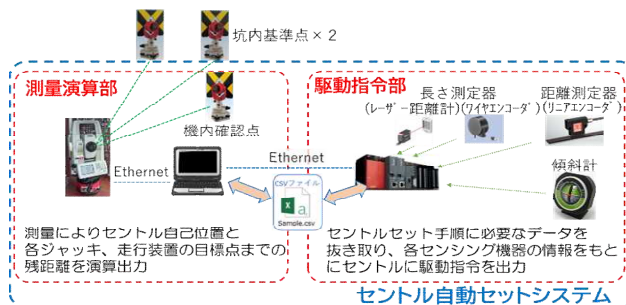 坑内基準点×2
測量演算部
機内確認点
Ethernet
測量によりセントル自己位置と
各ジャッキ、走行装置の目標点までの
残距離を演算出力
Ethernet
CSVファイル
Sample.csv
駆動指令部
長さ測定器
(レーザー距離計)(ワイヤエンコーダ)
距離測定器
(リニアエンコーダ)
傾斜計
セントルセット手順に必要なデータを
抜き取り、各センシング機器の情報をもと
にセントルに駆動指令を出力
セントル自動セットシステム